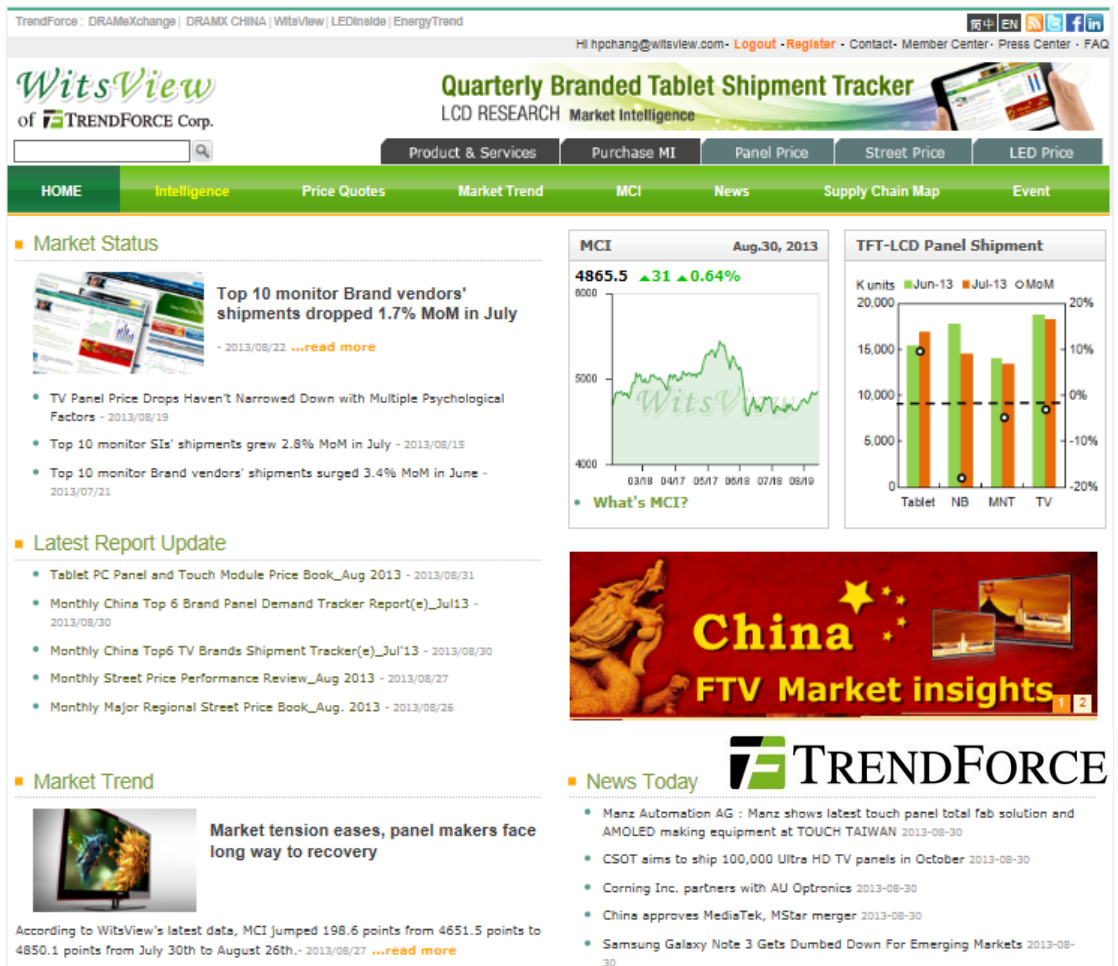 TrendForce : DRAMeXchange | DRAMX CHINA | WitsView | LEDinside | EnergyTrend
简中 EN f in
Hi hpchang@witsview.com- Logout -Register - Contact- Member Center- Press Center - FAQ
WitsView
of TRENDFORCE Corp.
Quarterly Branded Tablet Shipment Tracker
LCD RESEARCH Market Intelligence
Product & Services Purchase MI Panel Price Street Price LED Price
HOME Intelligence Price Quotes Market Trend MCI News Supply Chain Map Event
Market Status
Top 10 monitor Brand vendors'
shipments dropped 1.7% MoM in July
- 2013/08/22 ...read more
• TV Panel Price Drops Haven't Narrowed Down with Multiple Psychological
Factors - 2013/08/19
• Top 10 monitor SIs' shipments grew 2.8% MoM in July - 2013/08/15
• Top 10 monitor Brand vendors' shipments surged 3.4% MoM in June -
2013/07/21
MCI Aug.30, 2013
4865.5 ▲31 ▲0.64%
6000
5000
4000
WitsView
03/18 04/17 05/17 06/18 07/18 08/19
• What's MCI?
TFT-LCD Panel Shipment
K units Jun-13 Jul-13 MoM
20,000 20%
15,000 10%
10,000 0%
5,000 -10%
0 -20%
Tablet NB MNT TV
Latest Report Update
• Tablet PC Panel and Touch Module Price Book_Aug 2013 - 2013/08/31
• Monthly China Top 6 Brand Panel Demand Tracker Report(e)_Jul13 -
2013/08/30
• Monthly China Top6 TV Brands Shipment Tracker(e)_Jul'13 - 2013/08/30
• Monthly Street Price Performance Review_Aug 2013 - 2013/08/27
• Monthly Major Regional Street Price Book_Aug. 2013 - 2013/08/26
China
FTV Market insights
1 2
TRENDFORCE
Market Trend
Market tension eases, panel makers face
long way to recovery
According to WitsView's latest data, MCI jumped 198.6 points from 4651.5 points to
4850.1 points from July 30th to August 26th.- 2013/08/27 ...read more
News Today
• Manz Automation AG : Manz shows latest touch panel total fab solution and
AMOLED making equipment at TOUCH TAIWAN 2013-08-30
• CSOT aims to ship 100,000 Ultra HD TV panels in October 2013-08-30
• Corning Inc. partners with AU Optronics 2013-08-30
• China approves MediaTek, MStar merger 2013-08-30
• Samsung Galaxy Note 3 Gets Dumbed Down For Emerging Markets 2013-08-
30